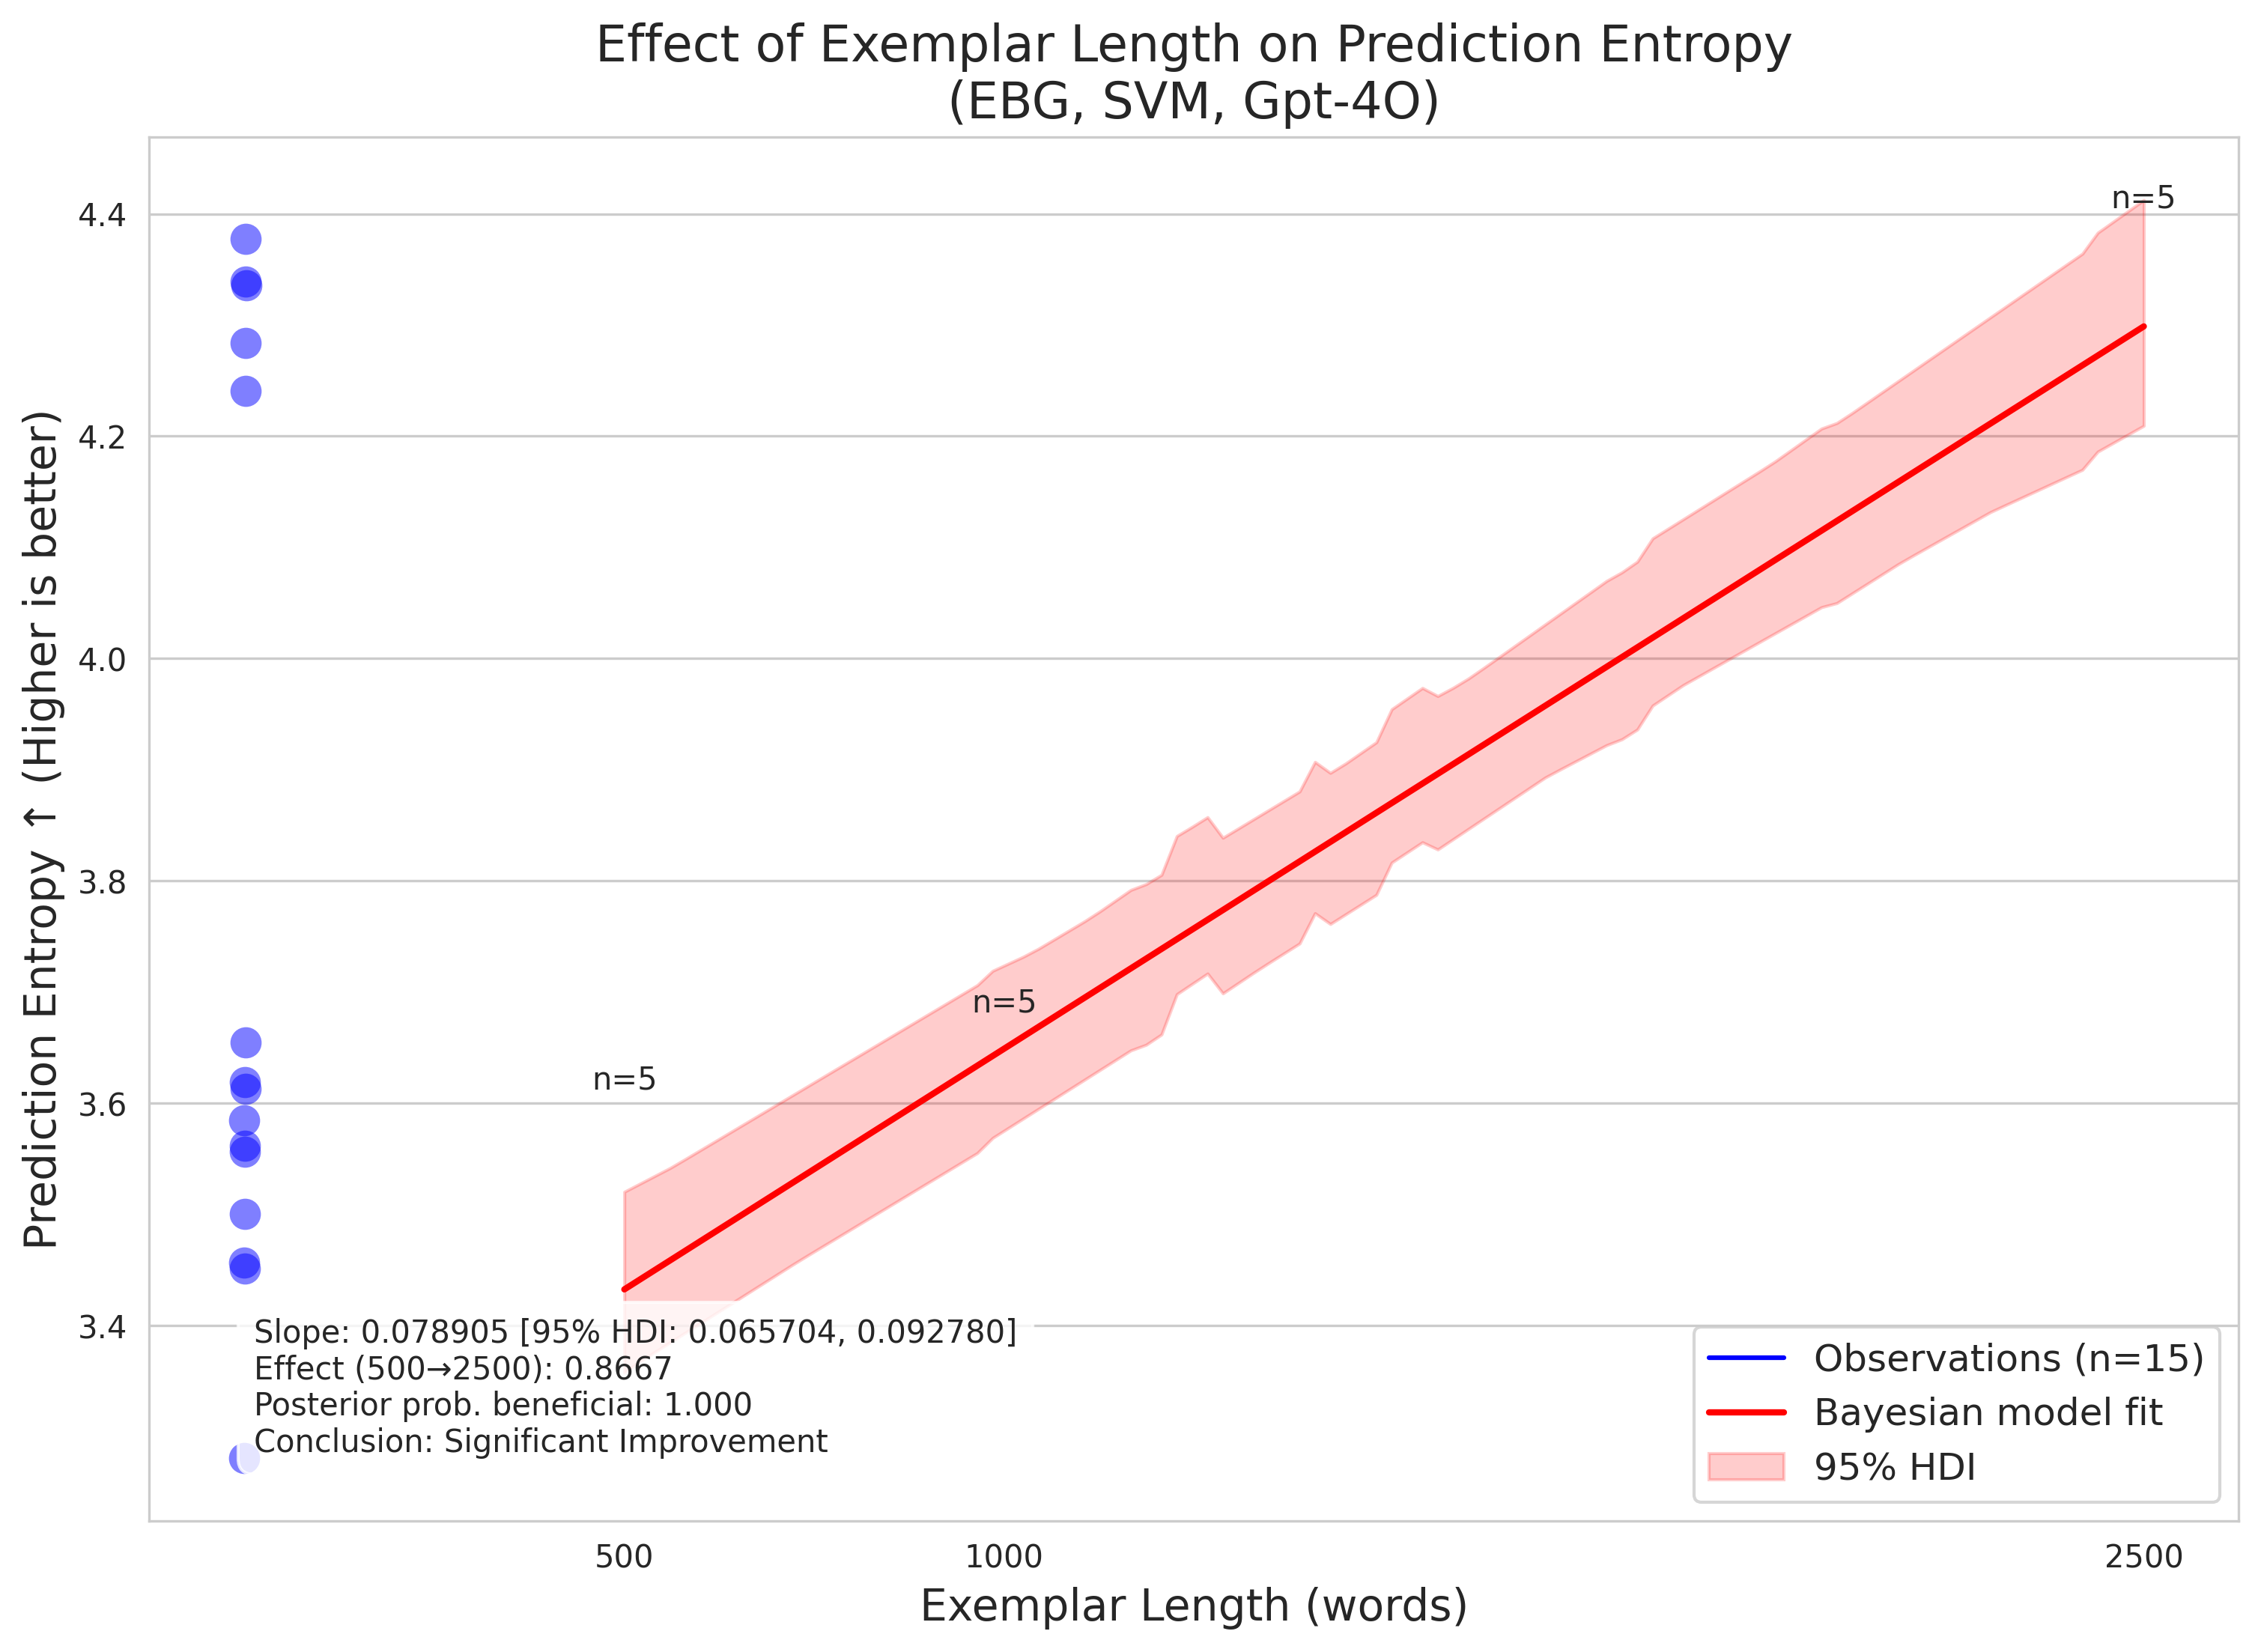 Effect of Exemplar Length on Prediction Entropy
(EBG, SVM, Gpt-4O)
Prediction Entropy ↑ (Higher is better)
4.4
4.2
4.0
3.8
3.6
3.4
n=5
n=5
n=5
Slope: 0.078905 [95% HDI: 0.065704, 0.092780]
Effect (500→2500): 0.8667
Posterior prob. beneficial: 1.000
Conclusion: Significant Improvement
Observations (n=15)
Bayesian model fit
95% HDI
500
1000
2500
Exemplar Length (words)